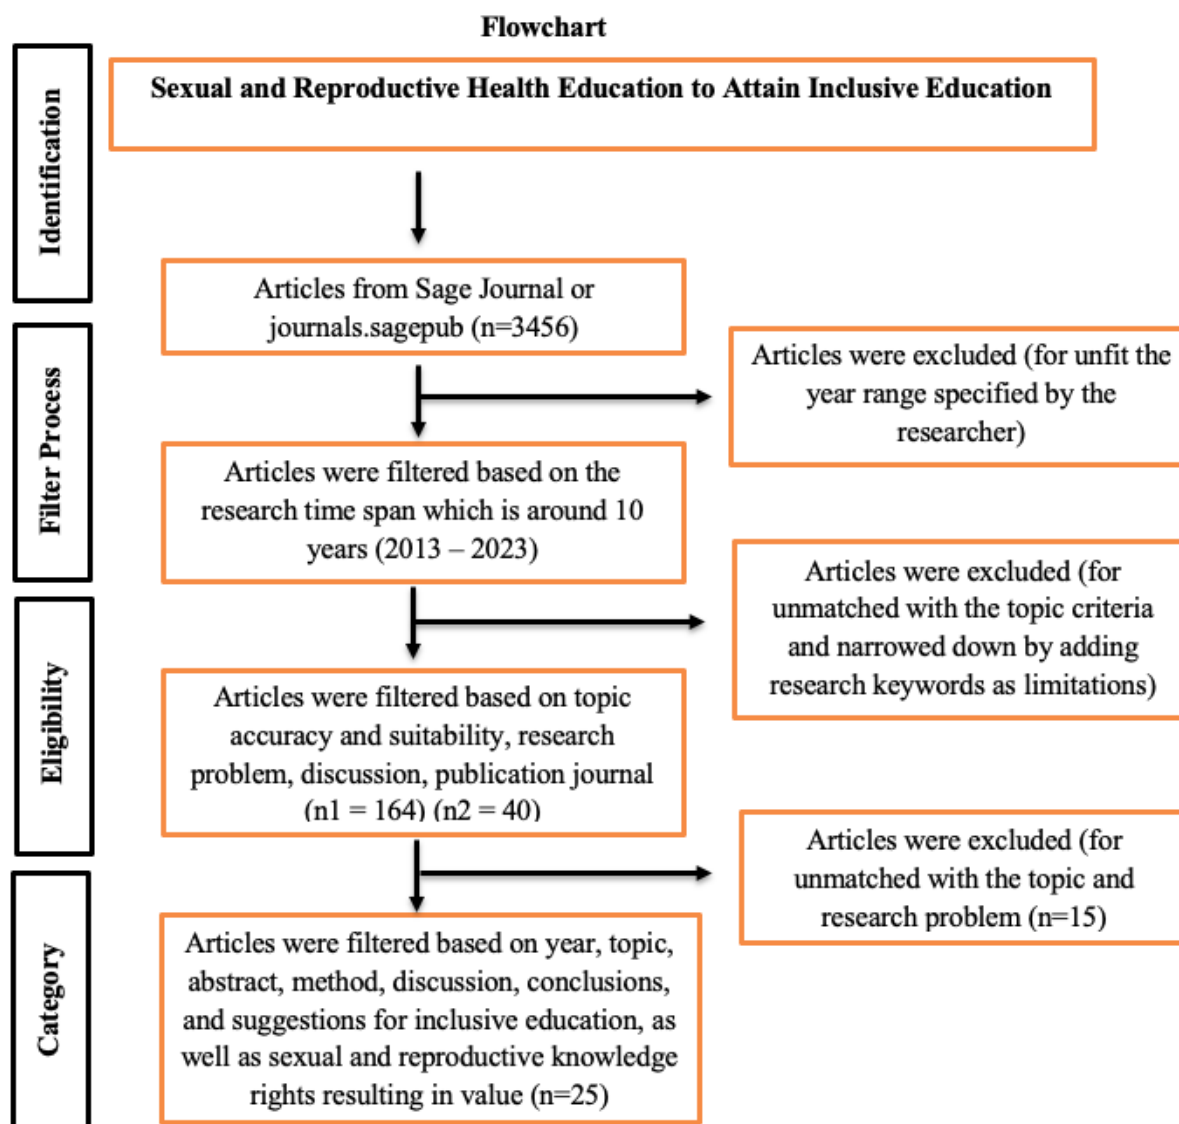 Flowchart
Identification
Sexual and Reproductive Health Education to Attain Inclusive Education
Articles from Sage Journal or
journals.sagepub (n=3456)
Filter Process
Articles were excluded (for unfit the
year range specified by the
researcher)
Articles were filtered based on the
research time span which is around 10
years (2013 – 2023)
Eligibility
Articles were excluded (for
unmatched with the topic criteria
and narrowed down by adding
research keywords as limitations)
Articles were filtered based on topic
accuracy and suitability, research
problem, discussion, publication journal
(n1 = 164) (n2 = 40)
Category
Articles were excluded (for
unmatched with the topic and
research problem (n=15)
Articles were filtered based on year, topic,
abstract, method, discussion, conclusions,
and suggestions for inclusive education, as
well as sexual and reproductive knowledge
rights resulting in value (n=25)